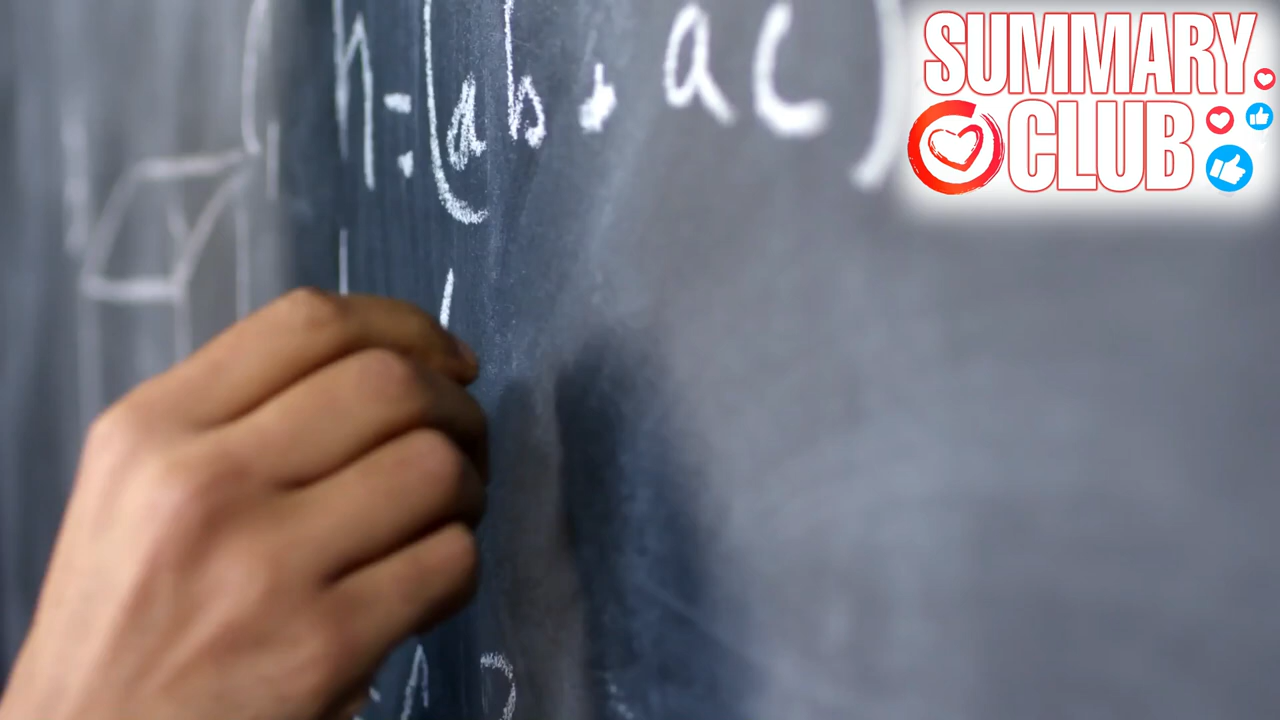 h = (ab + ac)
SUMMARY
CLUB